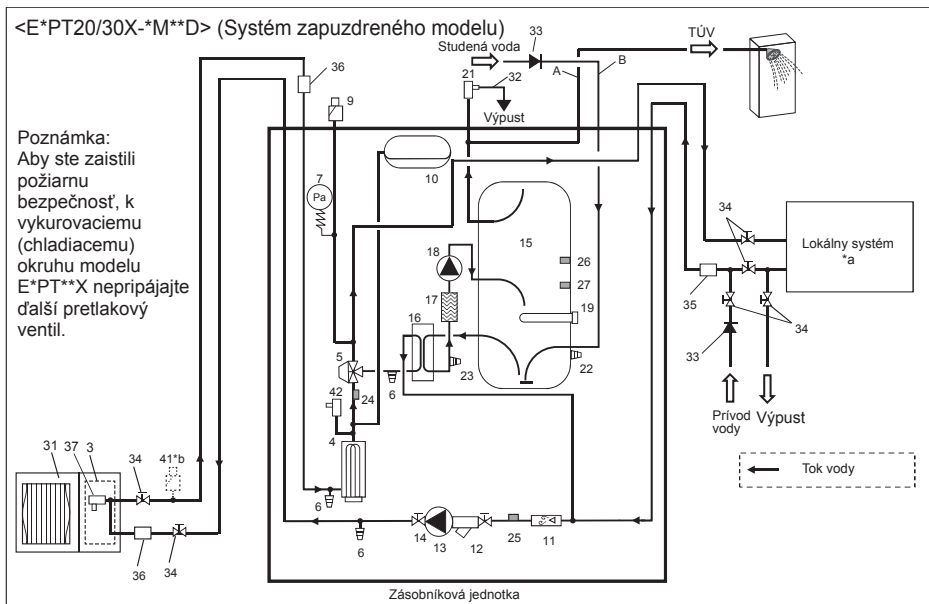 <E*PT20/30X-*M**D> (Systém zapuzdreného modelu)
33
Studená voda
TÚV
36
A
B
21
32
9
Výpust
Poznámka:
Aby ste zaistili
požiarnu
bezpečnosť, k
vykurovaciemu
(chladiacemu)
okruhu modelu
E*PT**X nepripájajte
ďalší pretlakový
ventil.
7
Pa
10
15
18
26
27
17
19
16
5
6
23
22
24
42
4
6
34
Lokálny systém
*a
35
34
33
Prívod
vody
Výpust
31
37
3
34
41*b
36
34
6
14
13
12
25
11
Tok vody
Zásobníková jednotka